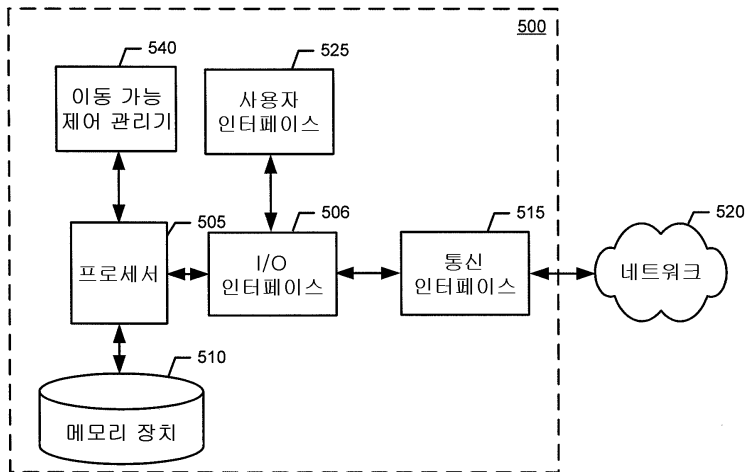 500
540
525
이동 가능
제어 관리기
사용자
인터페이스
505
506
515
520
프로세서
I/O
인터페이스
통신
인터페이스
네트워크
510
메모리 장치